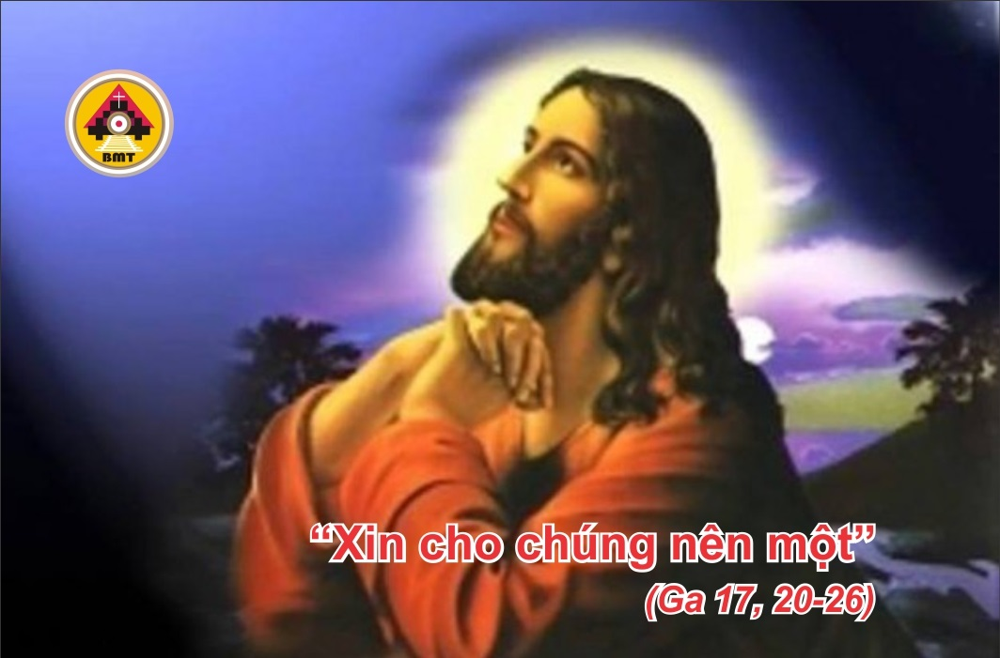 BMT
“Xin cho chúng nên một”
(Ga 17, 20-26)